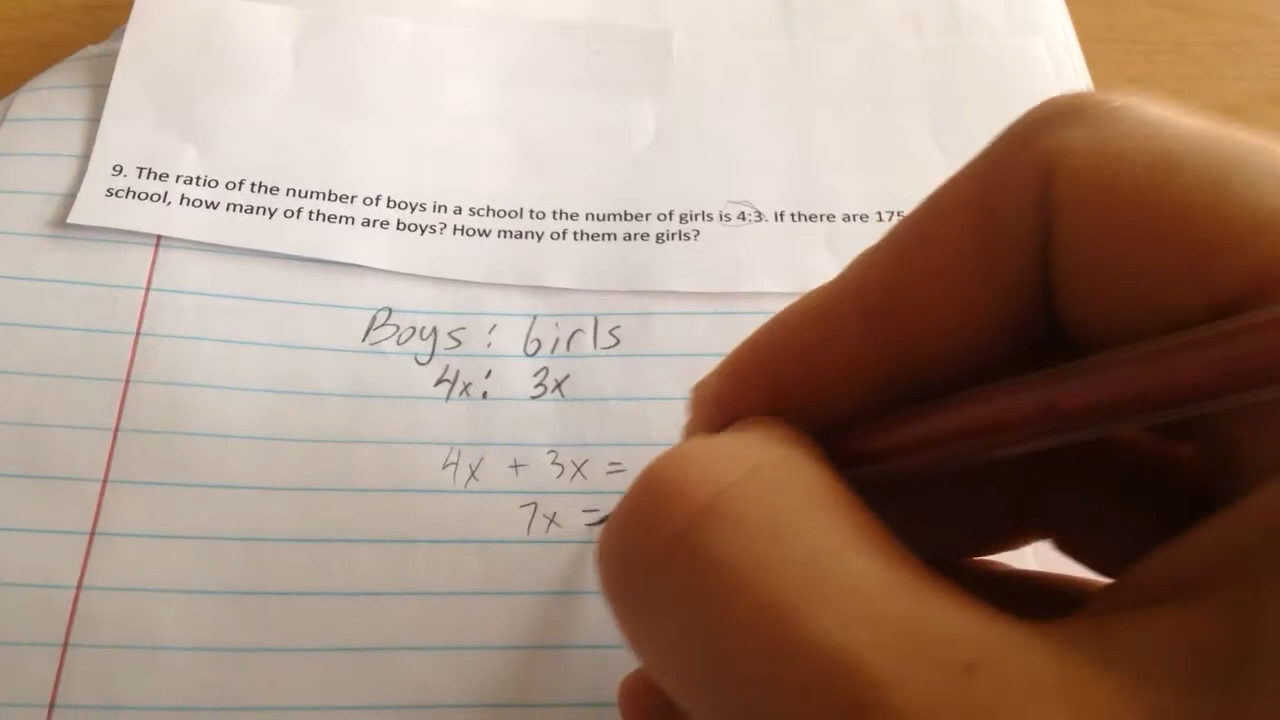 9. The ratio of the number of boys in a school to the number of girls is 4:3. If there are 175
school, how many of them are boys? How many of them are girls?
Boys : Girls
4x : 3x
4x + 3x =
7x =